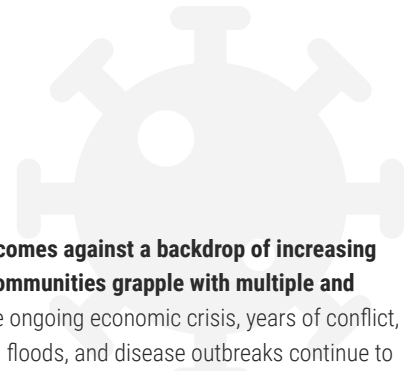 comes against a backdrop of increasing
ommunities grapple with multiple and
e ongoing economic crisis, years of conflict,
floods, and disease outbreaks continue to